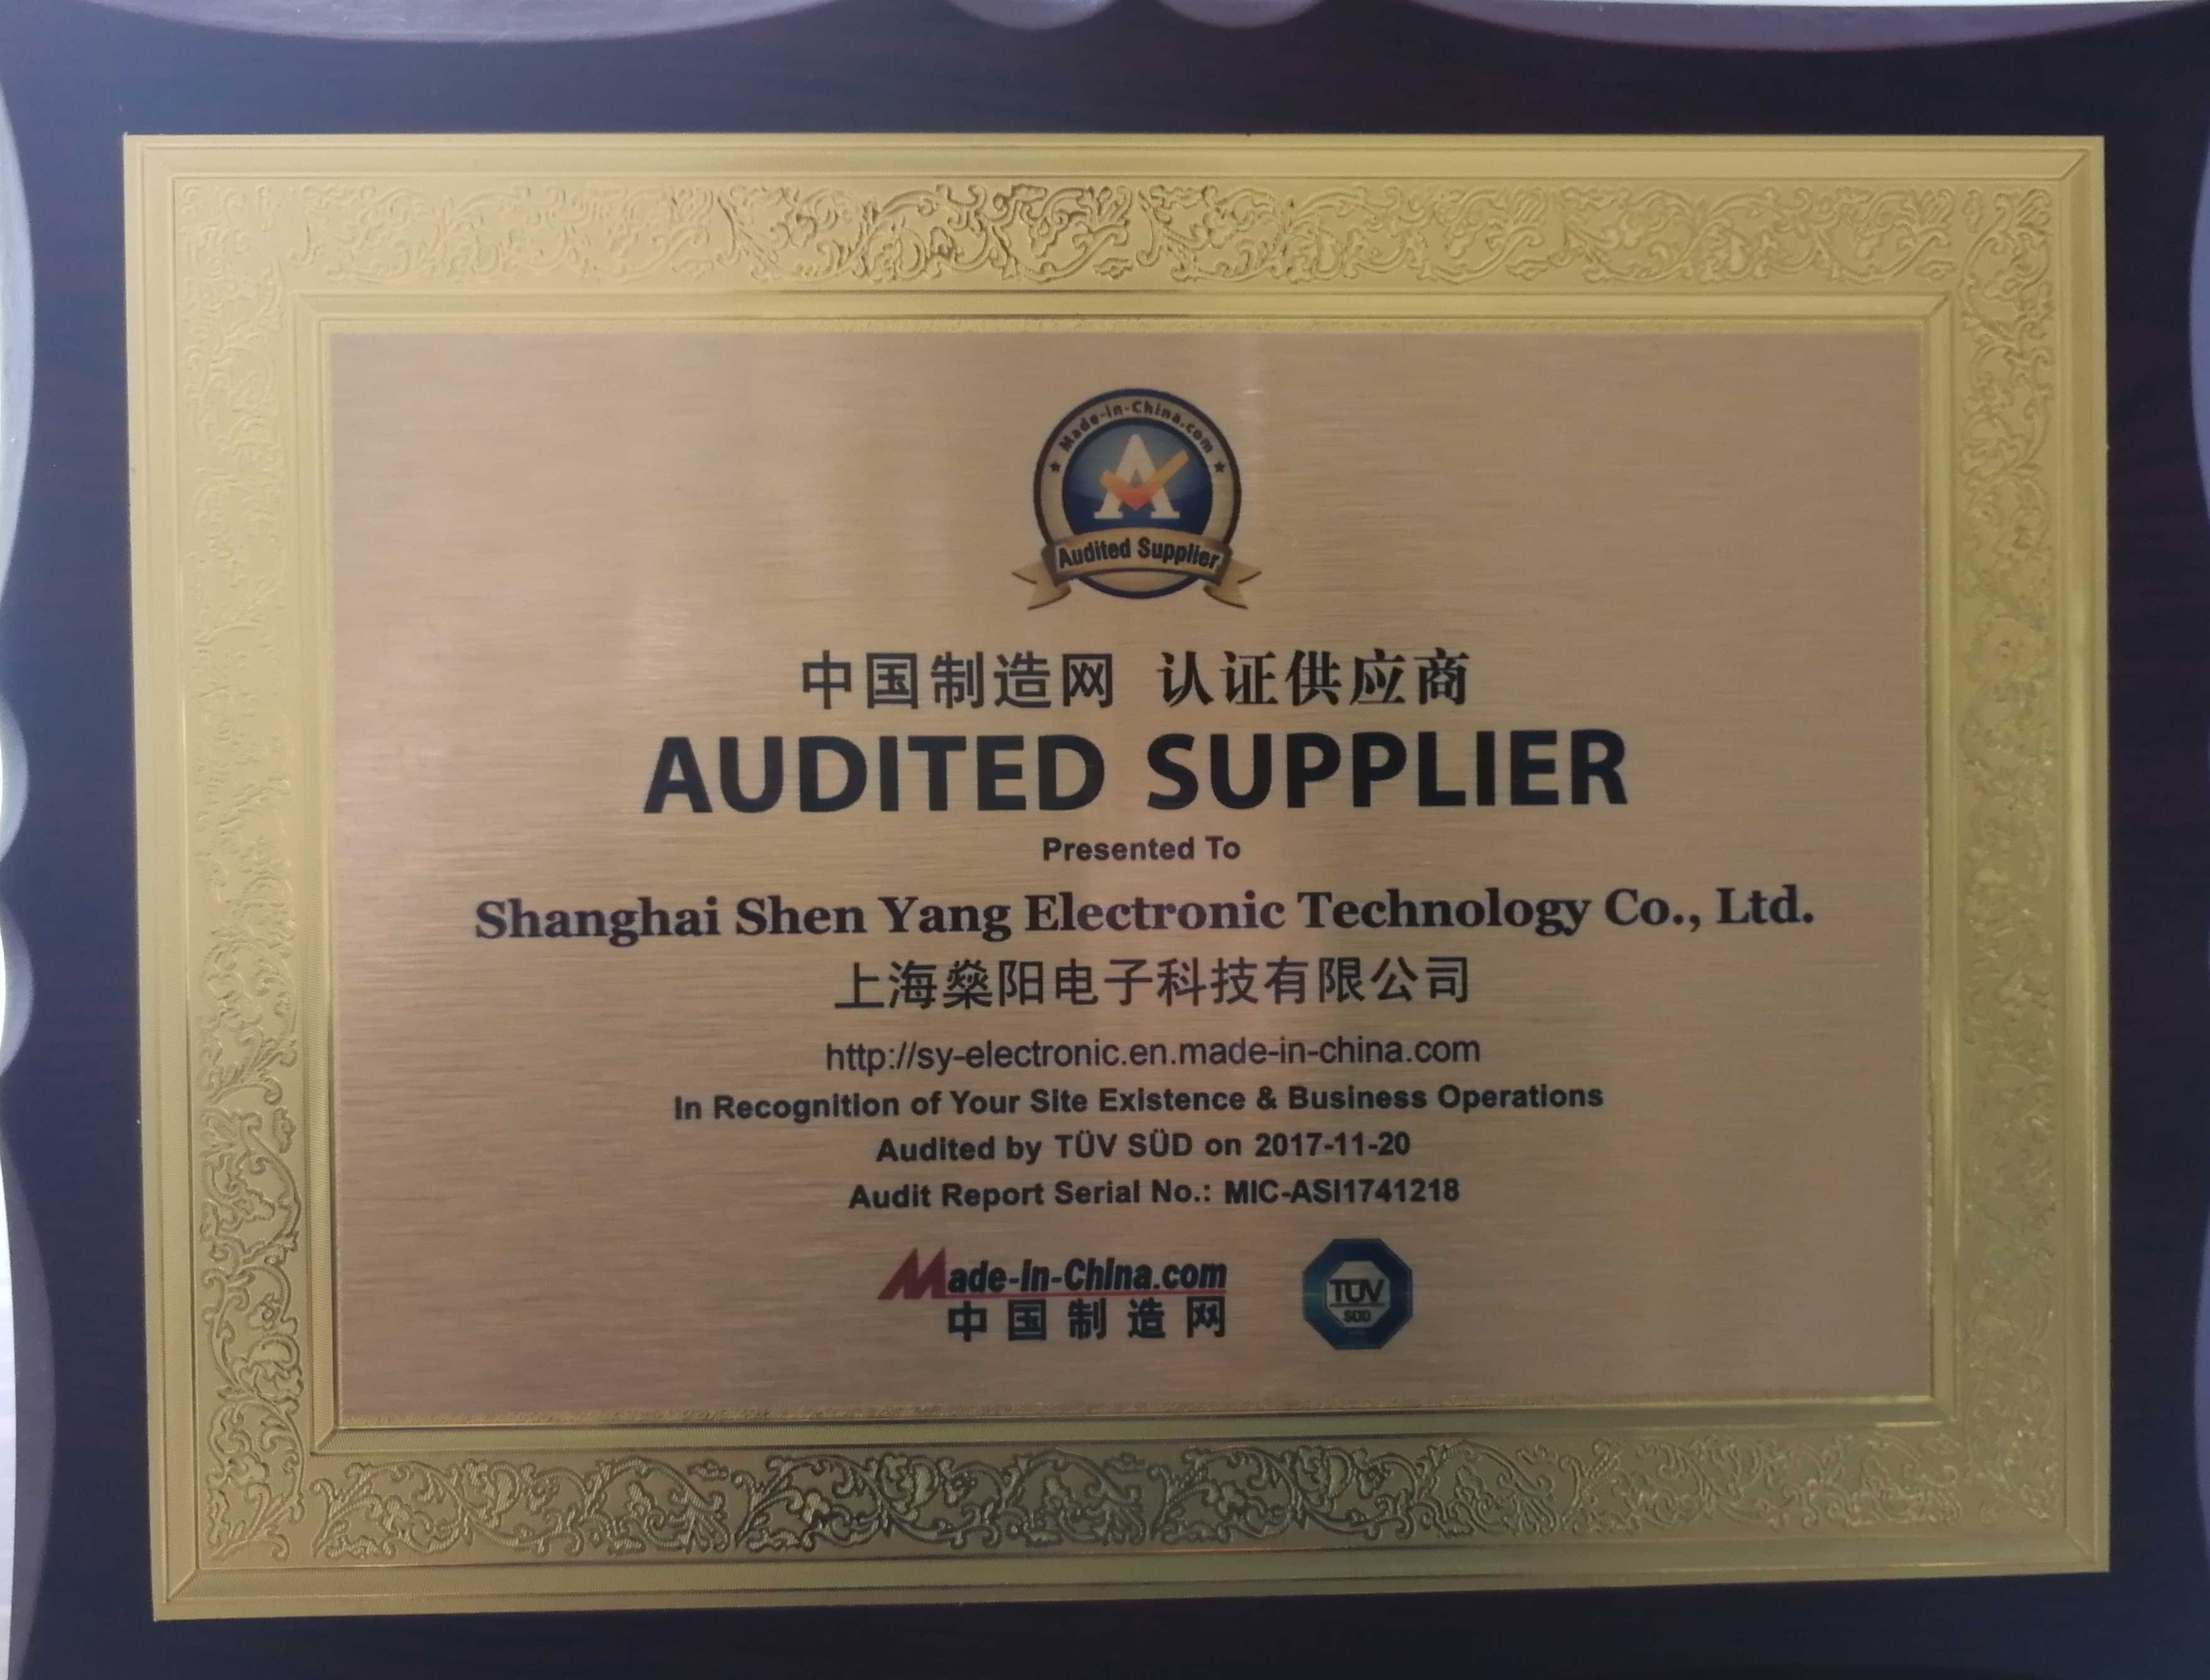 Made-in-China.com
Audited Supplier
中国制造网 认证供应商
AUDITED SUPPLIER
Presented To
Shanghai Shen Yang Electronic Technology Co., Ltd.
上海燊阳电子科技有限公司
http://sy-electronic.en.made-in-china.com
In Recognition of Your Site Existence & Business Operations
Audited by TÜV SÜD on 2017-11-20
Audit Report Serial No.: MIC-ASI1741218
Made-in-China.com
中国制造网
TÜV
SÜD